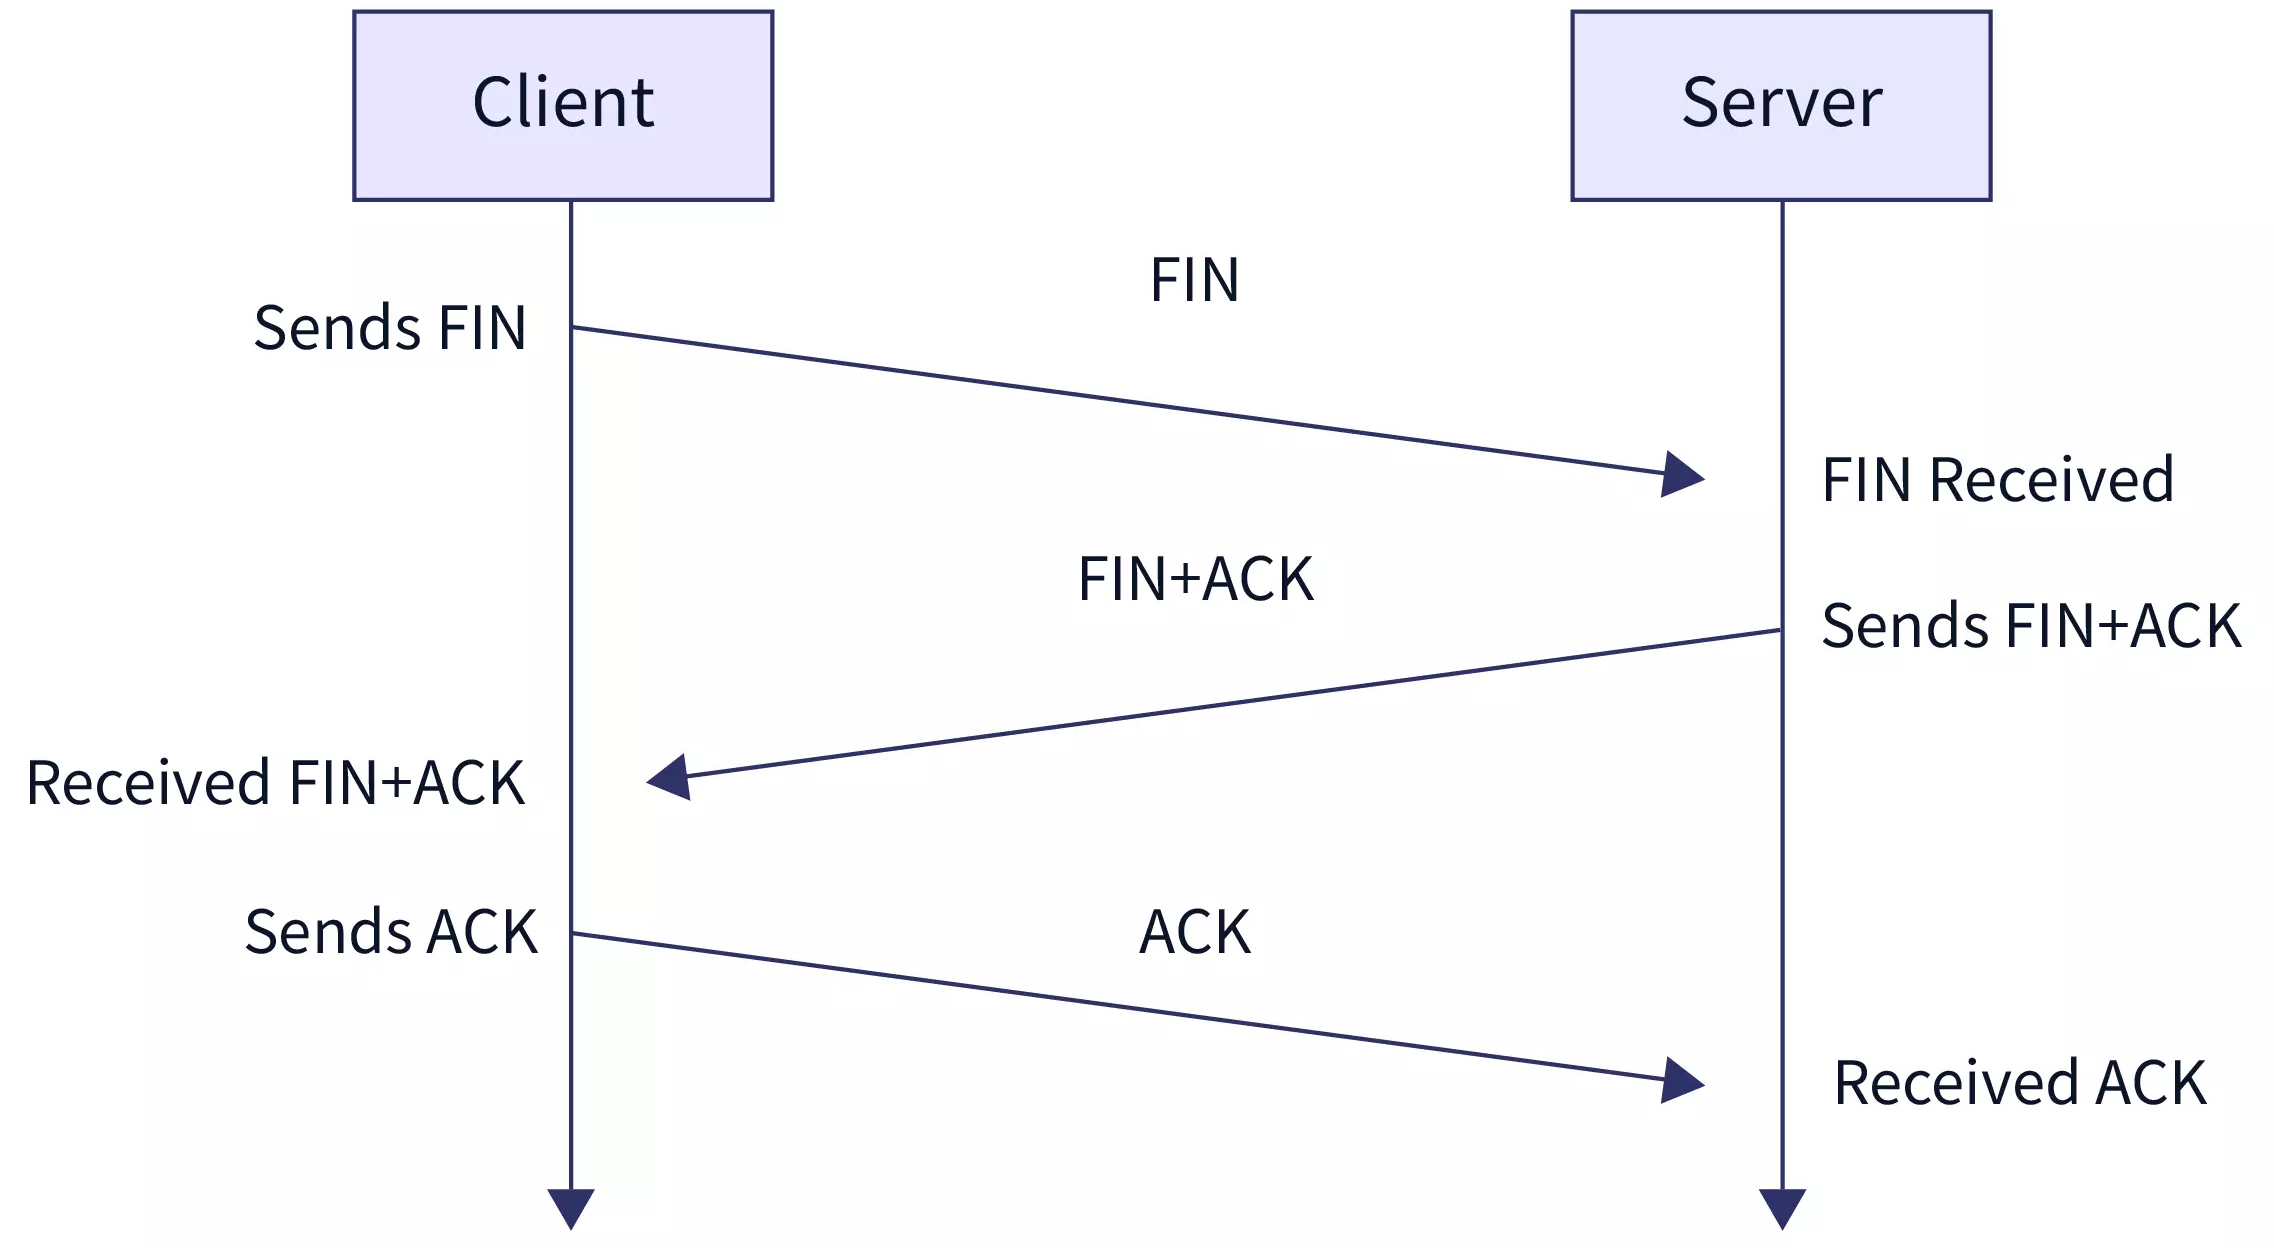 Client
Server
FIN
Sends FIN
FIN Received
FIN+ACK
Sends FIN+ACK
Received FIN+ACK
Sends ACK
ACK
Received ACK